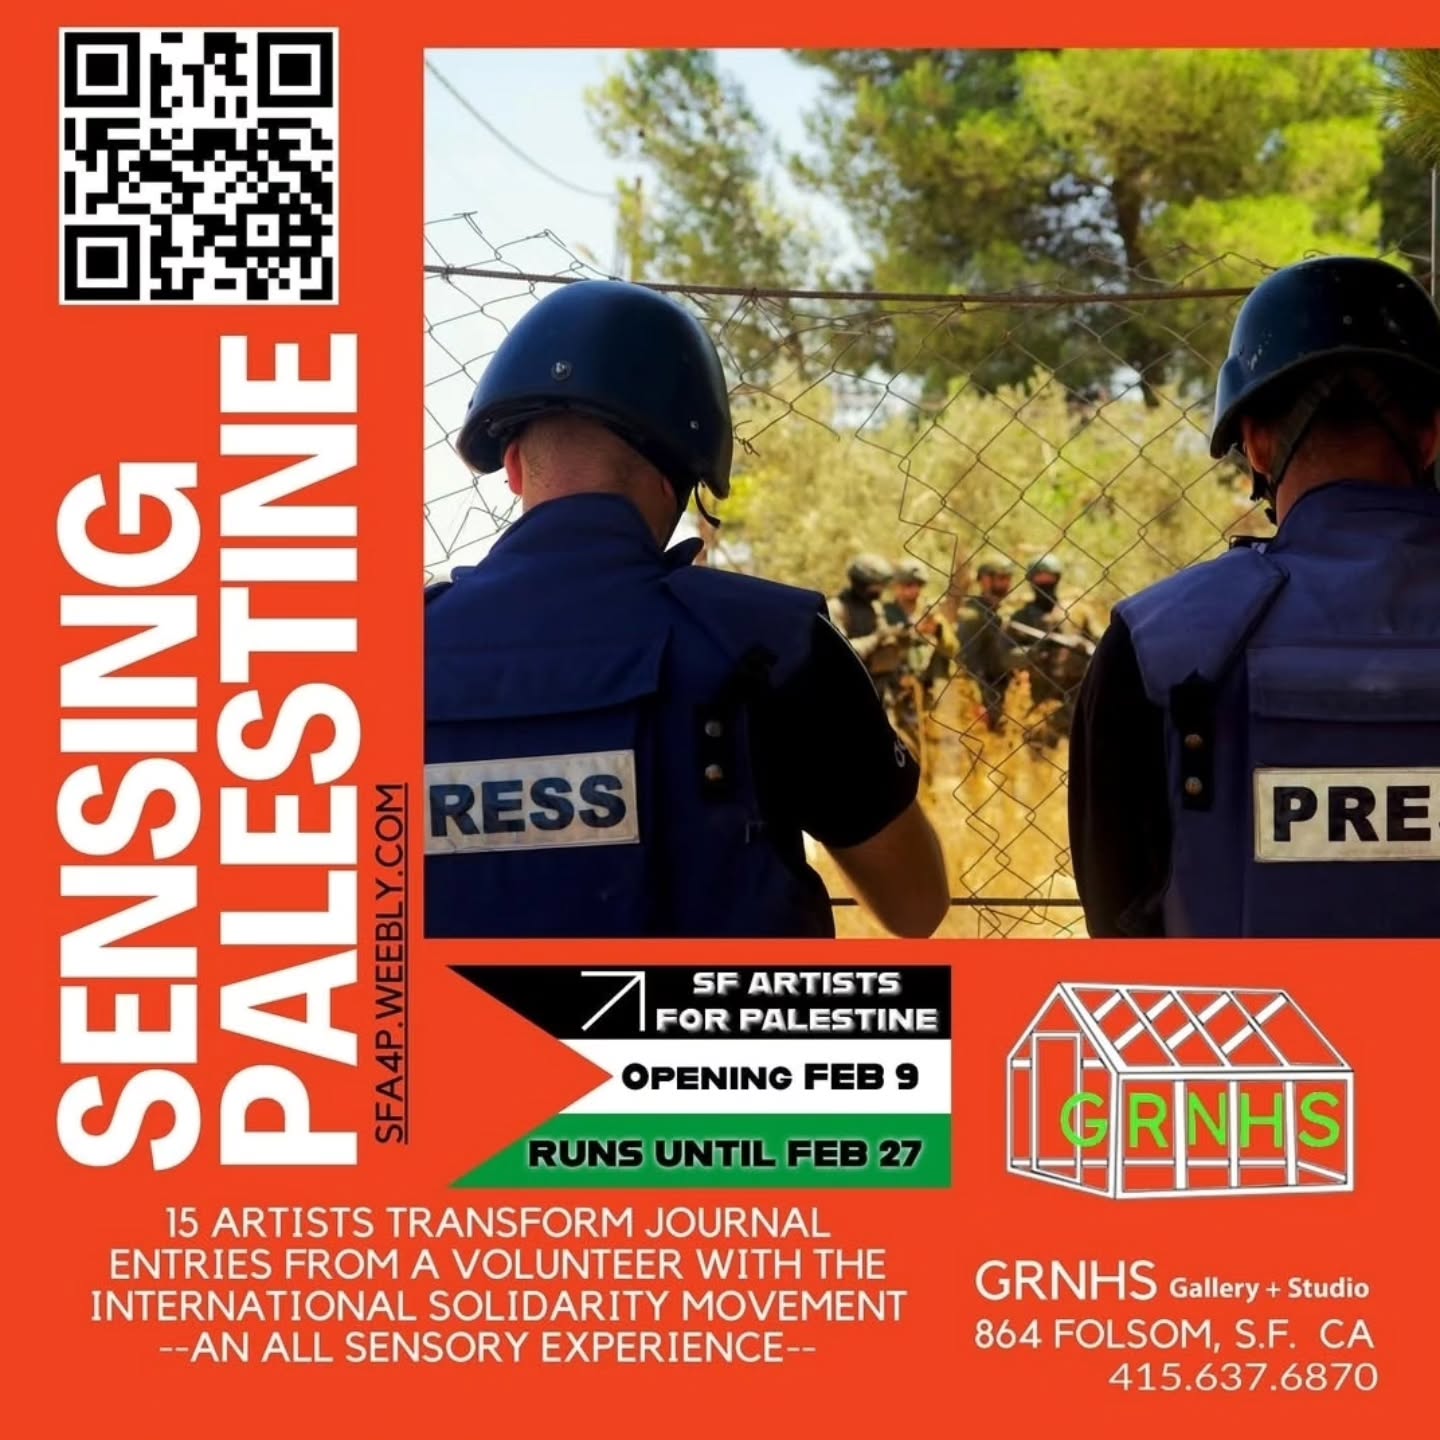 SENSING
PALESTINE
SFA4P.WEEBLY.COM
RESS
PRE
SF ARTISTS
FOR PALESTINE
OPENING FEB 9
RUNS UNTIL FEB 27
GRNHS
15 ARTISTS TRANSFORM JOURNAL
ENTRIES FROM A VOLUNTEER WITH THE
INTERNATIONAL SOLIDARITY MOVEMENT
--AN ALL SENSORY EXPERIENCE--
GRNHS Gallery + Studio
864 FOLSOM, S.F. CA
415.637.6870